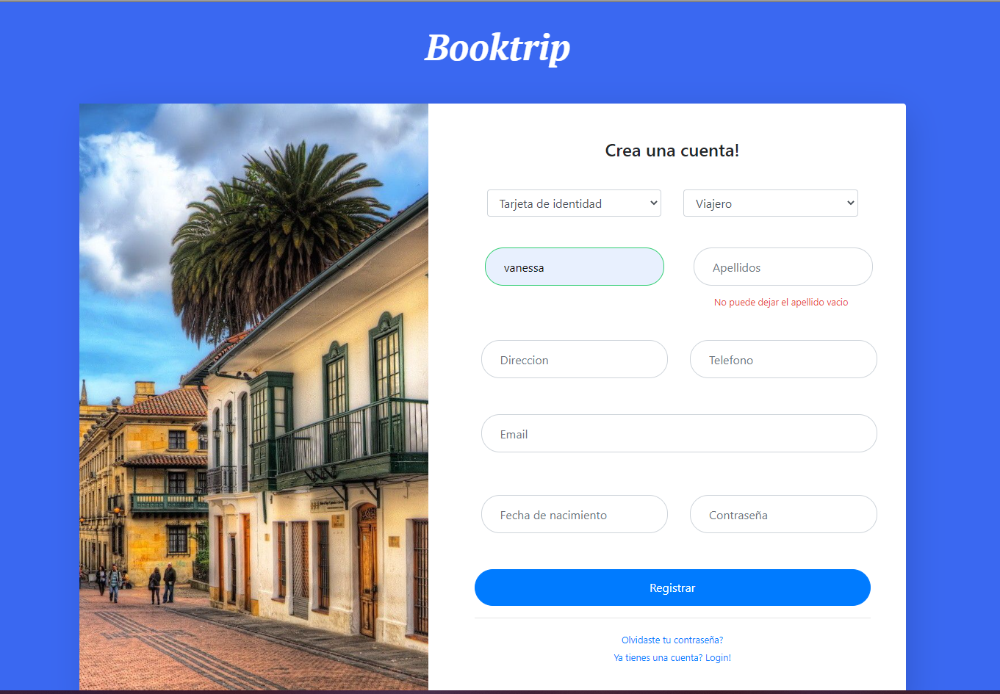 Booktrip
Crea una cuenta!
Tarjeta de identidad
Viajero
vanessa
Apellidos
No puede dejar el apellido vacio
Direccion
Telefono
Email
Fecha de nacimiento
Contraseña
Registrar
Olvidaste tu contraseña?
Ya tienes una cuenta? Login!